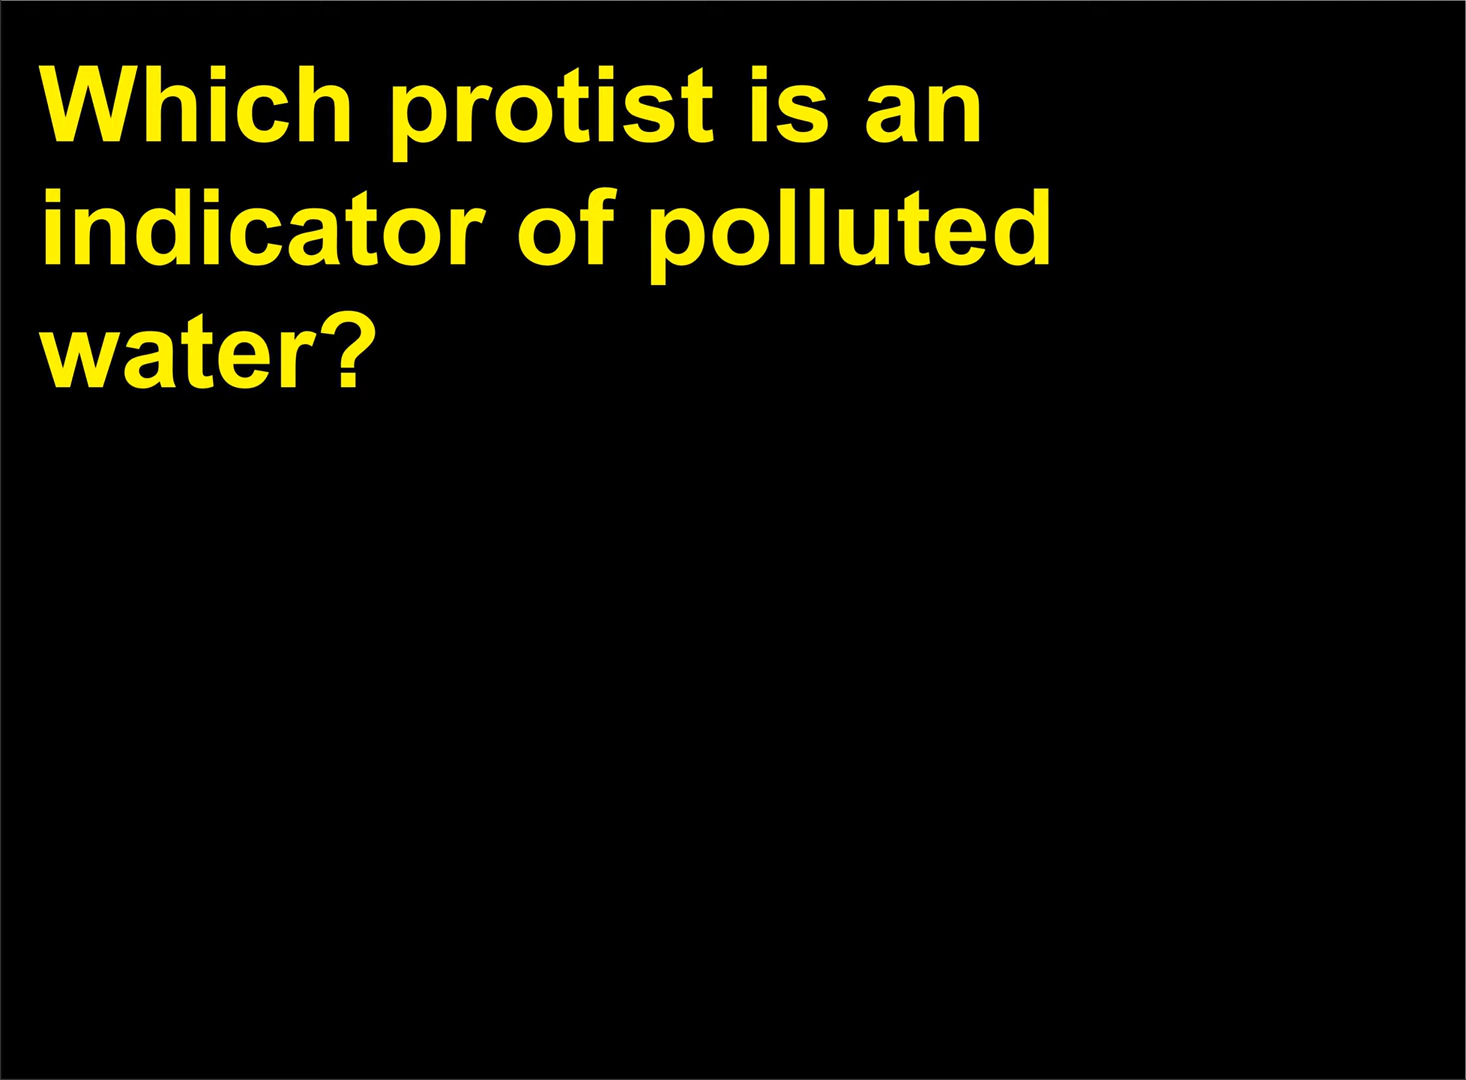 Which protist is an
indicator of polluted
water?